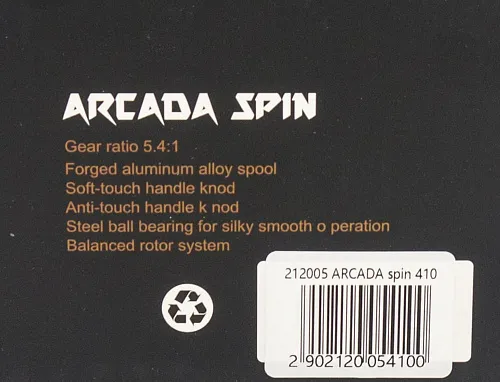 ARCADA SPIN
Gear ratio 5.4:1
Forged aluminum alloy spool
Soft-touch handle knod
Anti-touch handle k nod
Steel ball bearing for silky smooth o peration
Balanced rotor system
212005 ARCADA spin 410
2 902120 054100